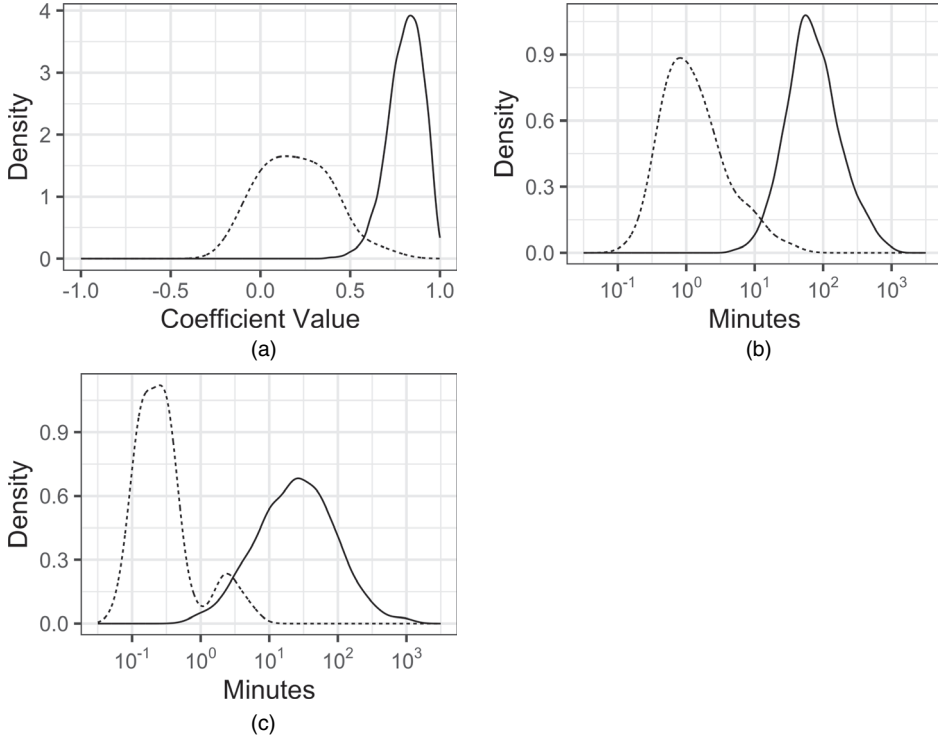 Density
4
3
2
1
0
-1.0 -0.5 0.0 0.5 1.0
Coefficient Value
(a)
Density
0.9
0.6
0.3
0.0
10⁻¹ 10⁰ 10¹ 10² 10³
Minutes
(b)
Density
0.9
0.6
0.3
0.0
10⁻¹ 10⁰ 10¹ 10² 10³
Minutes
(c)